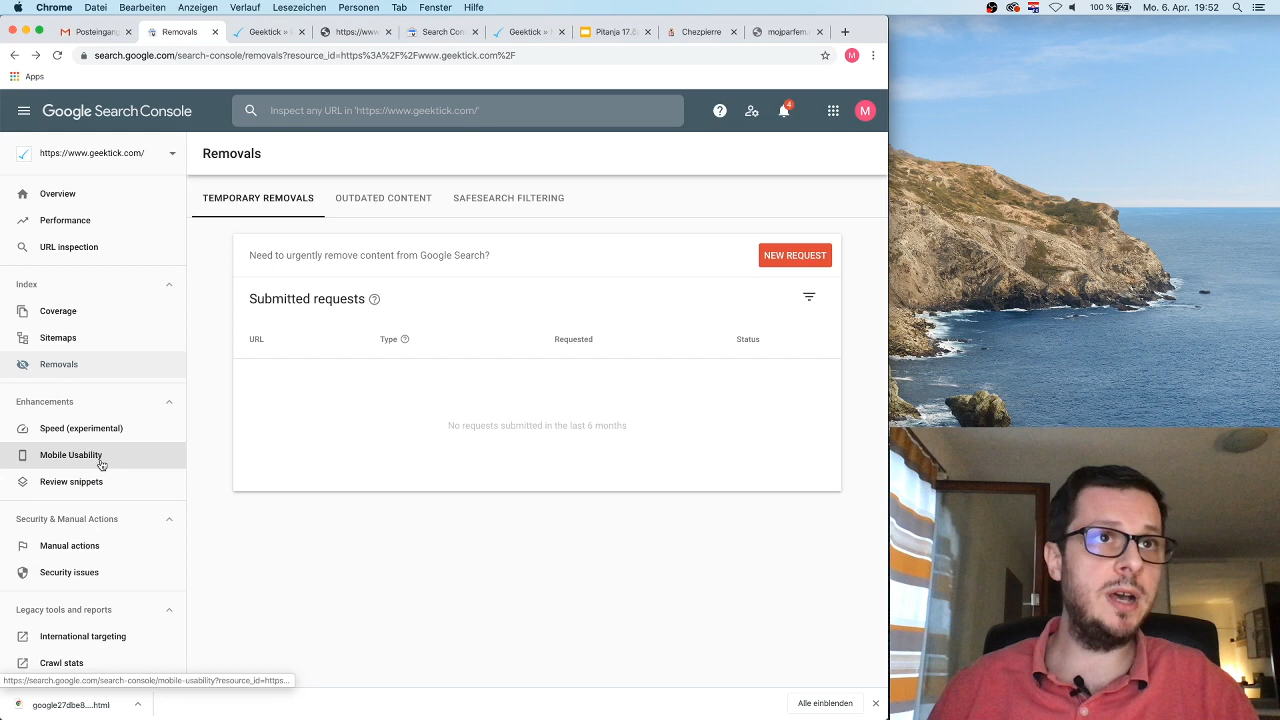 Chrome Datei Bearbeiten Anzeigen Verlauf Lesezeichen Personen Tab Fenster Hilfe 100 % Mo. 6. Apr. 19:52
Posteingan Removals Geektick » https://ww Search Con Geektick » Pitanja 17.ši Chezpierre mojparfem.
search.google.com/search-console/removals?resource_id=https%3A%2F%2Fwww.geektick.com%2F M
Apps
Google Search Console Inspect any URL in 'https://www.geektick.com/' 4 M
https://www.geektick.com/
Removals
Overview
Performance
URL inspection
Index
Coverage
Sitemaps
Removals
Enhancements
Speed (experimental)
Mobile Usability
Review snippets
Security & Manual Actions
Manual actions
Security issues
Legacy tools and reports
International targeting
Crawl stats
TEMPORARY REMOVALS OUTDATED CONTENT SAFESEARCH FILTERING
Need to urgently remove content from Google Search? NEW REQUEST
Submitted requests
URL Type Requested Status
No requests submitted in the last 6 months
https://search.google.com/search-console/mobile-usability?resource_id=https...
google27dbe8....html Alle einblenden